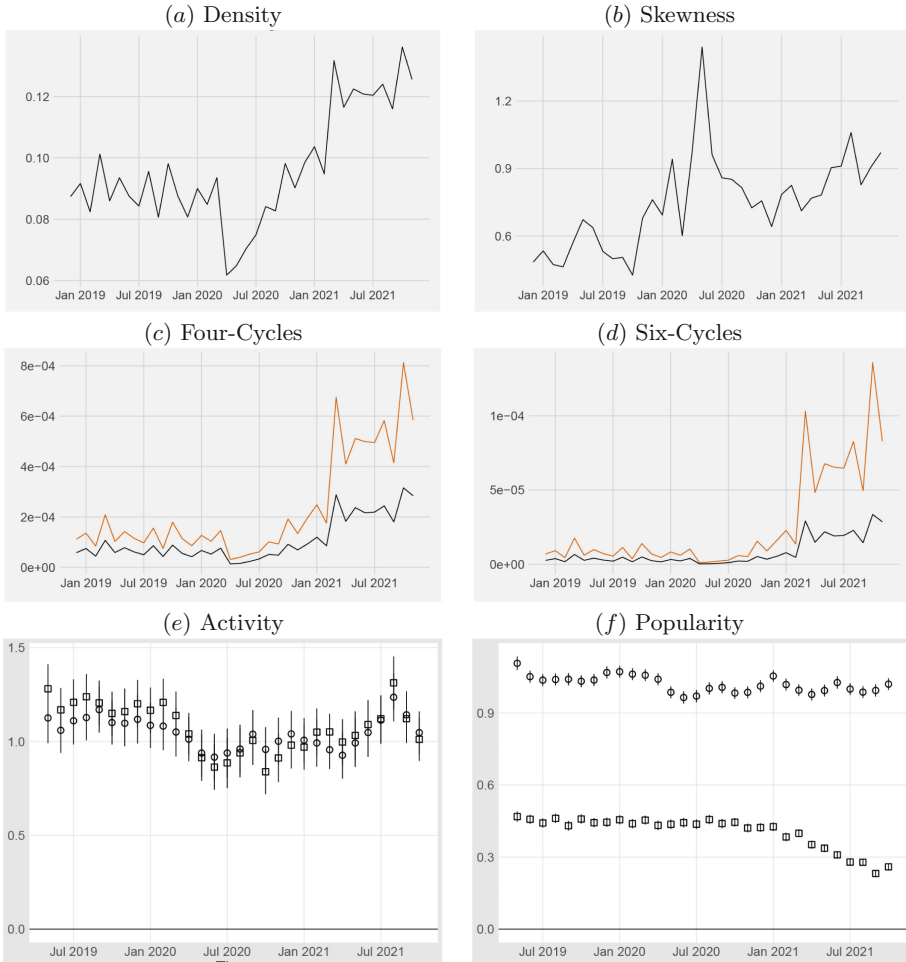 (a) Density
(b) Skewness
0.12
0.10
0.08
0.06
Jan 2019 Jul 2019 Jan 2020 Jul 2020 Jan 2021 Jul 2021
1.2
0.9
0.6
Jan 2019 Jul 2019 Jan 2020 Jul 2020 Jan 2021 Jul 2021
(c) Four-Cycles
(d) Six-Cycles
8e-04
6e-04
4e-04
2e-04
0e+00
Jan 2019 Jul 2019 Jan 2020 Jul 2020 Jan 2021 Jul 2021
1e-04
5e-05
0e+00
Jan 2019 Jul 2019 Jan 2020 Jul 2020 Jan 2021 Jul 2021
(e) Activity
(f) Popularity
1.5
1.0
0.5
0.0
Jul 2019 Jan 2020 Jul 2020 Jan 2021 Jul 2021
0.9
0.6
0.3
0.0
Jul 2019 Jan 2020 Jul 2020 Jan 2021 Jul 2021